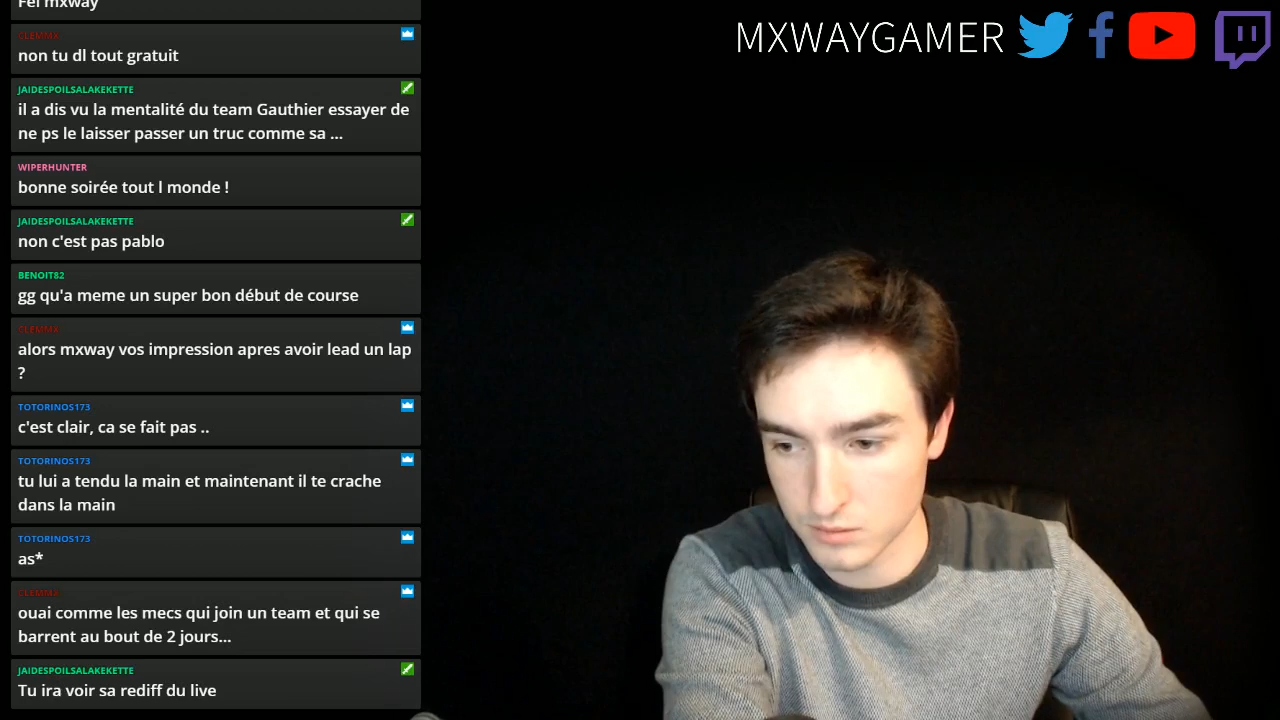 Fel mxway
MXWAYGAMER
CLEMMX
non tu dl tout gratuit
JAIDESPOILSALAKEKETTE
il a dis vu la mentalité du team Gauthier essayer de
ne ps le laisser passer un truc comme sa ...
WIPERHUNTER
bonne soirée tout l monde !
JAIDESPOILSALAKEKETTE
non c'est pas pablo
BENOIT82
gg qu'a meme un super bon début de course
CLEMMX
alors mxway vos impression apres avoir lead un lap
?
TOTORINOS173
c'est clair, ca se fait pas ..
TOTORINOS173
tu lui a tendu la main et maintenant il te crache
dans la main
TOTORINOS173
as*
CLEMMX
ouai comme les mecs qui join un team et qui se
barrent au bout de 2 jours...
JAIDESPOILSALAKEKETTE
Tu ira voir sa rediff du live